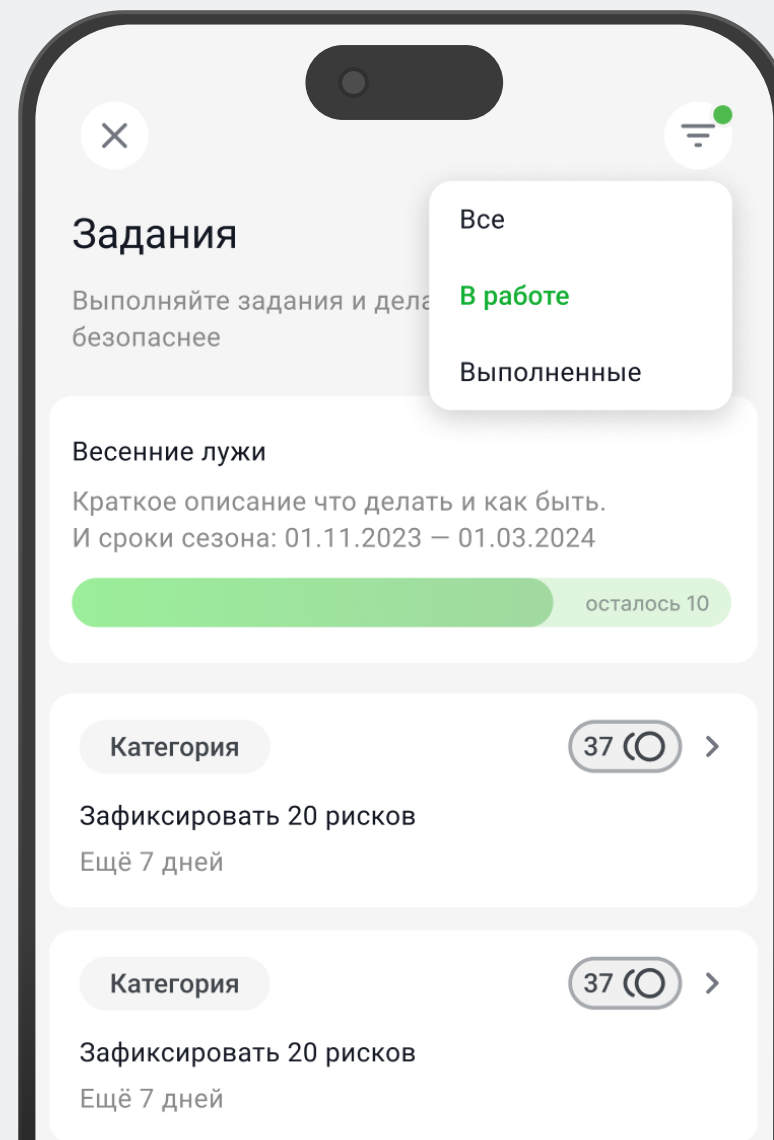 Задания
Выполняйте задания и
безопаснее
Все
В работе
Выполненные
Весенние лужи
Краткое описание что делать и как быть.
И сроки сезона: 01.11.2023 — 01.03.2024
осталось 10
Категория
37
Зафиксировать 20 рисков
Ещё 7 дней
Категория
37
Зафиксировать 20 рисков
Ещё 7 дней